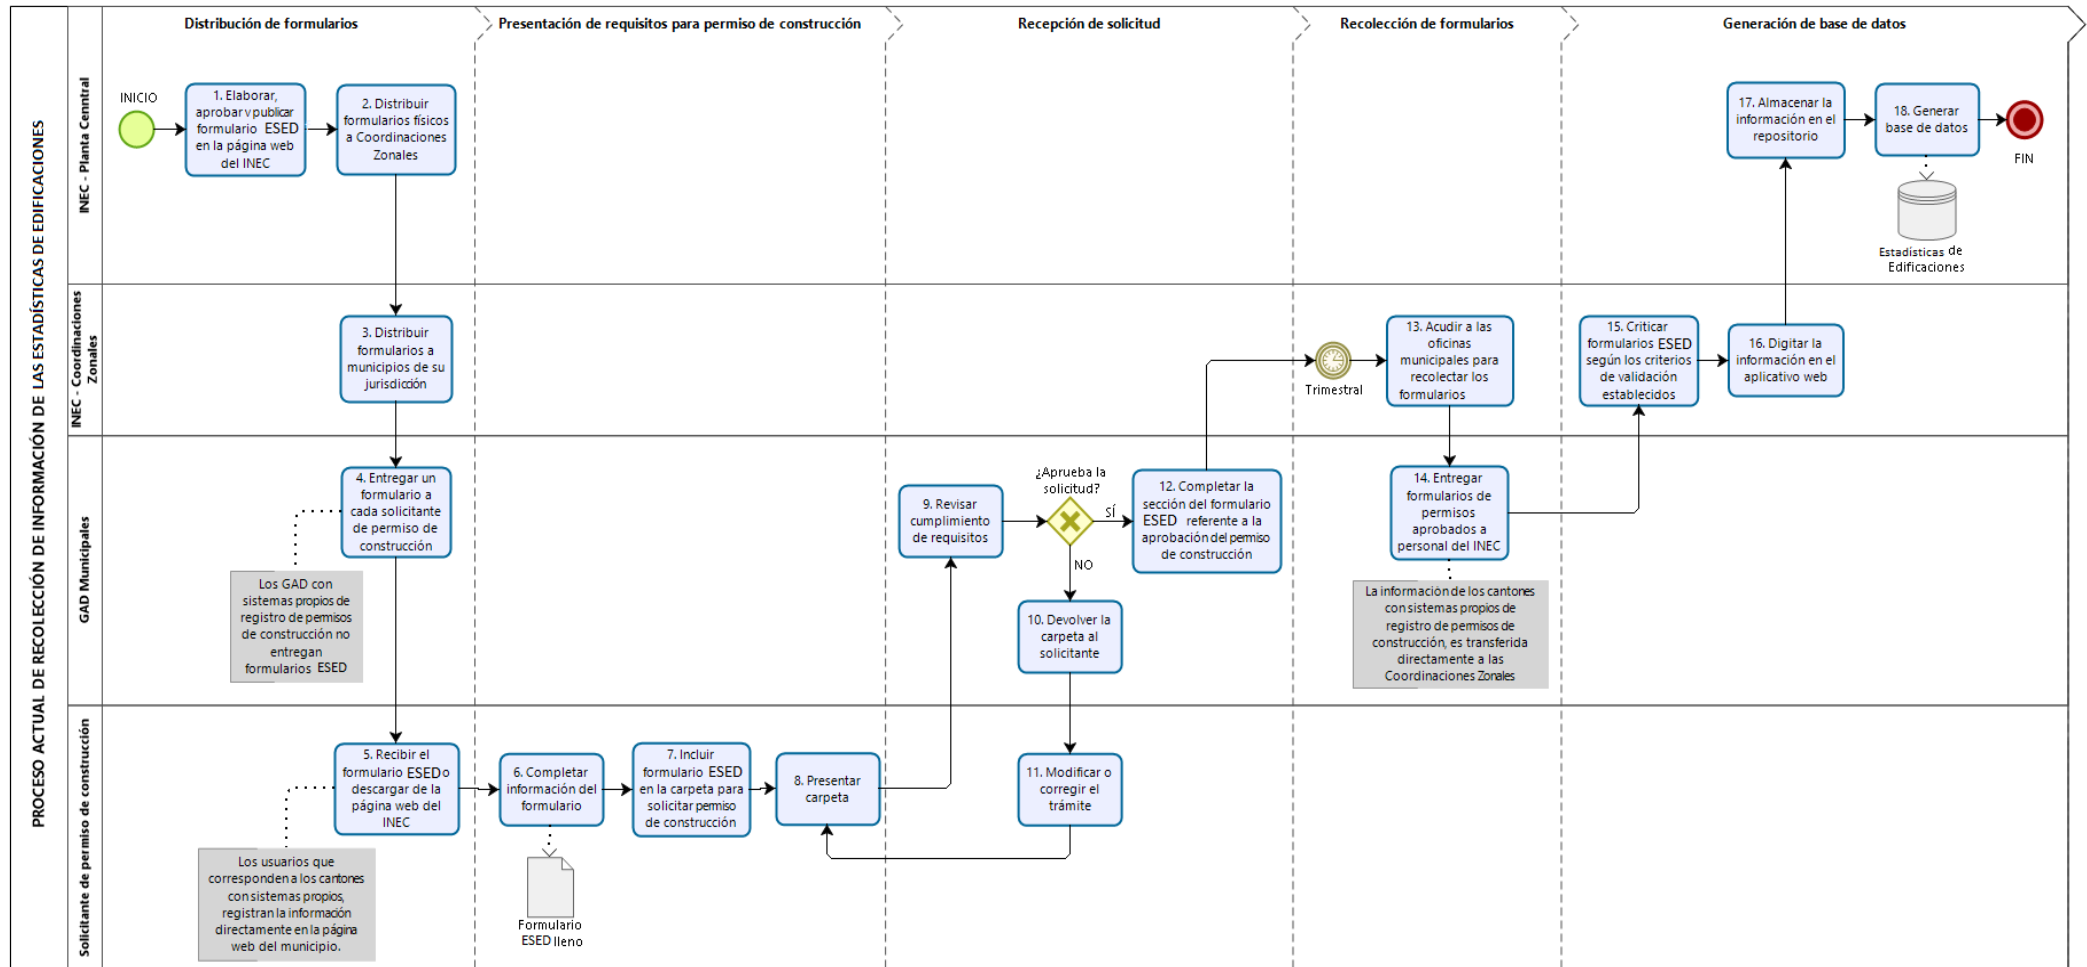 PROCESO ACTUAL DE RECOLECCIÓN DE INFORMACIÓN DE LAS ESTADÍSTICAS DE EDIFICACIONES
Distribución de formularios
Presentación de requisitos para permiso de construcción
Recepción de solicitud
Recolección de formularios
Generación de base de datos
INEC - Planta Cenntral
INICIO
1. Elaborar,
aprobar y publicar
formulario ESED
en la página web
del INEC
2. Distribuir
formularios físicos
a Coordinaciones
Zonales
17. Almacenar la
información en el
repositorio
18. Generar
base de datos
FIN
Estadísticas de
Edificaciones
INEC - Coordinaciones
Zonales
3. Distribuir
formularios a
municipios de su
jurisdicción
Trimestral
13. Acudir a las
oficinas
municipales para
recolectar los
formularios
15. Criticar
formularios ESED
según los criterios
de validación
establecidos
16. Digitar la
información en el
aplicativo web
GAD Municipales
4. Entregar un
formulario a
cada solicitante
de permiso de
construcción
Los GAD con
sistemas propios de
registro de permisos
de construcción no
entregan
formularios ESED
9. Revisar
cumplimiento
de requisitos
¿Aprueba la
solicitud?
SÍ
NO
10. Devolver la
carpeta al
solicitante
12. Completar la
sección del formulario
ESED referente a la
aprobación del permiso
de construcción
14. Entregar
formularios de
permisos
aprobados a
personal del INEC
La información de los cantones
con sistemas propios de
registro de permisos de
construcción, es transferida
directamente a las
Coordinaciones Zonales
Solicitante de permiso de construcción
5. Recibir el
formulario ESED o
descargar de la
página web del
INEC
Los usuarios que
corresponden a los cantones
con sistemas propios,
registran la información
directamente en la página
web del municipio.
6. Completar
información del
formulario
Formulario
ESED lleno
7. Incluir
formulario ESED
en la carpeta para
solicitar permiso
de construcción
8. Presentar
carpeta
11. Modificar o
corregir el
trámite